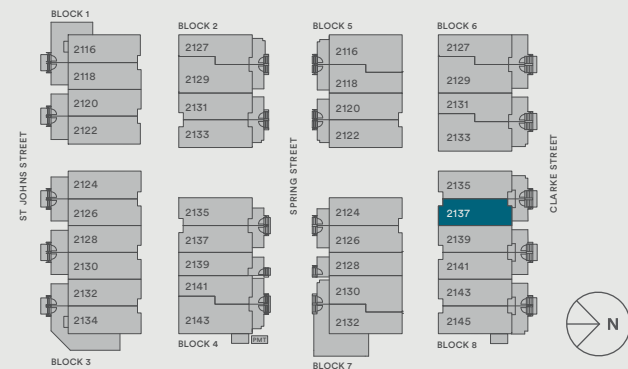 BLOCK 1
2116
2118
2120
2122
BLOCK 2
2127
2129
2131
2133
BLOCK 5
2116
2118
2120
2122
BLOCK 6
2127
2129
2131
2133
ST JOHNS STREET
SPRING STREET
CLARKE STREET
2124
2126
2128
2130
2132
2134
BLOCK 3
2135
2137
2139
2141
2143
BLOCK 4
PMT
2124
2126
2128
2130
2132
BLOCK 7
2135
2137
2139
2141
2143
2145
BLOCK 8
N